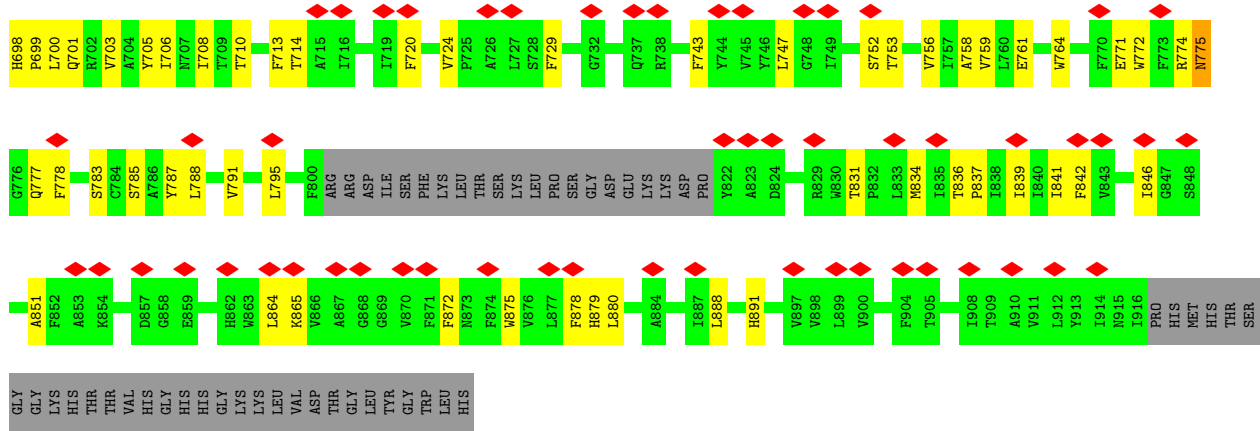 H698 P699 L700 Q701 R702 V703 A704 Y705 I706 N707 I708 T709 T710 F713 T714 A715 I716 I719 F720 V724 P725 A726 L727 S728 F729 G732 Q737 R738 F743 Y744 V745 Y746 L747 G748 I749 S752 T753 V756 I757 A758 V759 L760 E761 W764 F770 E771 W772 F773 R774 N775
G776 Q777 F778 S783 C784 S785 A786 Y787 L788 V791 L795 F800 ARG ARG ASP ILE SER PHE LYS LEU THR SER LYS LEU PRO SER GLY ASP GLU LYS LYS ASP PRO Y822 A823 D824 R829 W830 T831 P832 L833 M834 I835 T836 P837 I838 I839 I840 I841 F842 V843 I846 G847 S848
A851 F852 A853 K854 D857 G858 E859 H862 W863 L864 K865 V866 A867 G868 G869 V870 F871 F872 N873 F874 W875 V876 L877 F878 H879 L880 A884 I887 L888 H891 V897 V898 L899 V900 F904 T905 I908 T909 A910 V911 L912 Y913 I914 N915 I916 PRO HIS MET HIS THR SER
GLY GLY LYS HIS THR THR VAL HIS GLY HIS HIS GLY LYS LYS LEU VAL ASP THR GLY LEU TYR GLY TRP LEU HIS